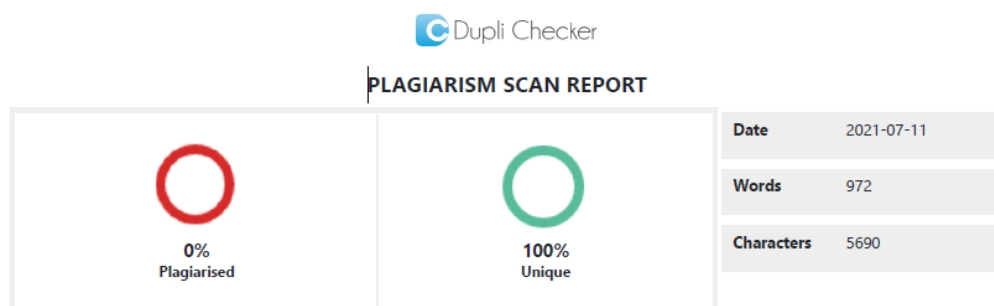 Dupli Checker
PLAGIARISM SCAN REPORT
0%
Plagiarised
100%
Unique
Date 2021-07-11
Words 972
Characters 5690